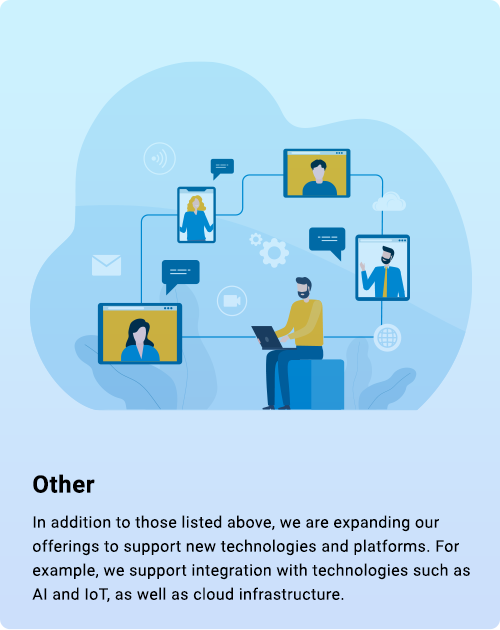 Other
In addition to those listed above, we are expanding our
offerings to support new technologies and platforms. For
example, we support integration with technologies such as
AI and IoT, as well as cloud infrastructure.